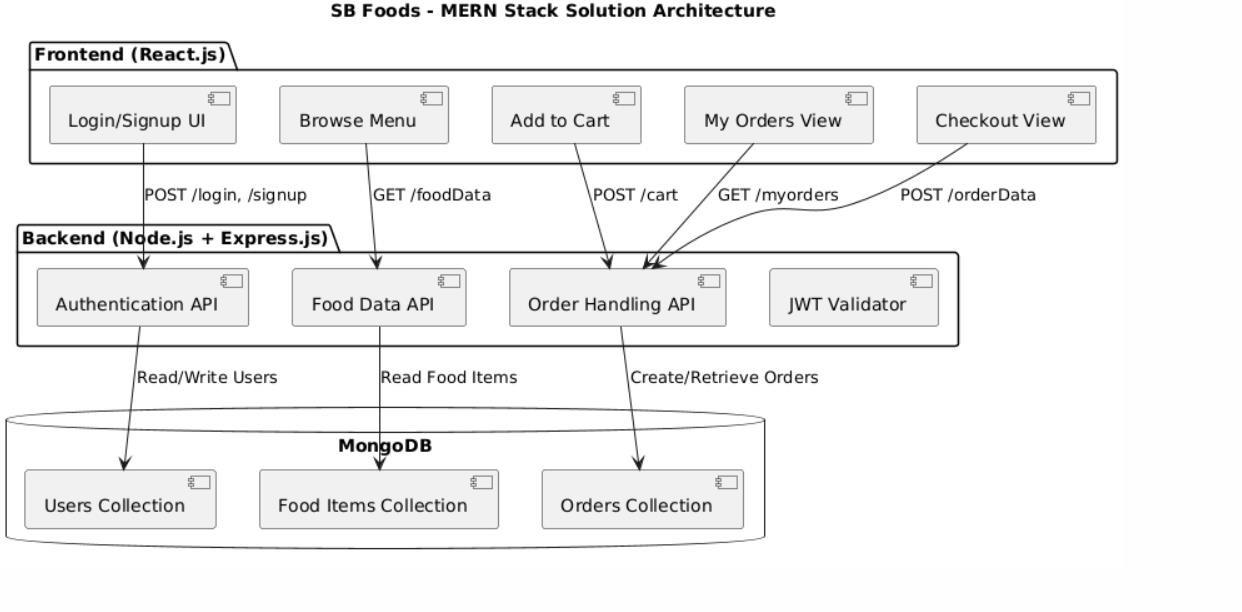 SB Foods - MERN Stack Solution Architecture
Frontend (React.js)
Login/Signup UI
Browse Menu
Add to Cart
My Orders View
Checkout View
POST /login, /signup
GET /foodData
POST /cart
GET /myorders
POST /orderData
Backend (Node.js + Express.js)
Authentication API
Food Data API
Order Handling API
JWT Validator
Read/Write Users
Read Food Items
Create/Retrieve Orders
MongoDB
Users Collection
Food Items Collection
Orders Collection